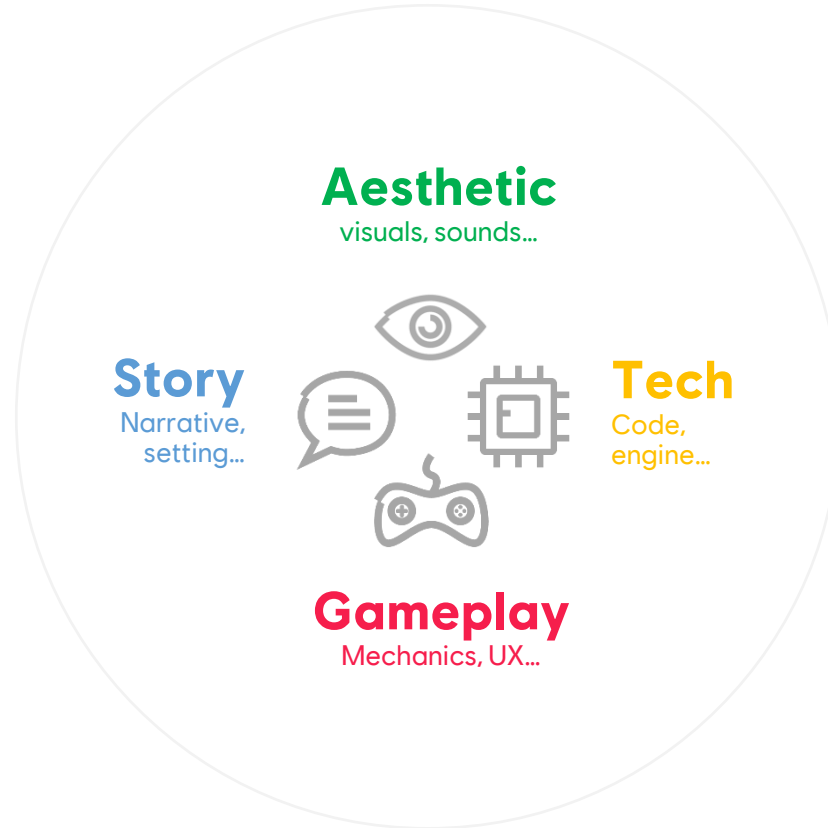 Aesthetic
visuals, sounds...
Story
Narrative,
setting...
Tech
Code,
engine...
Gameplay
Mechanics, UX...